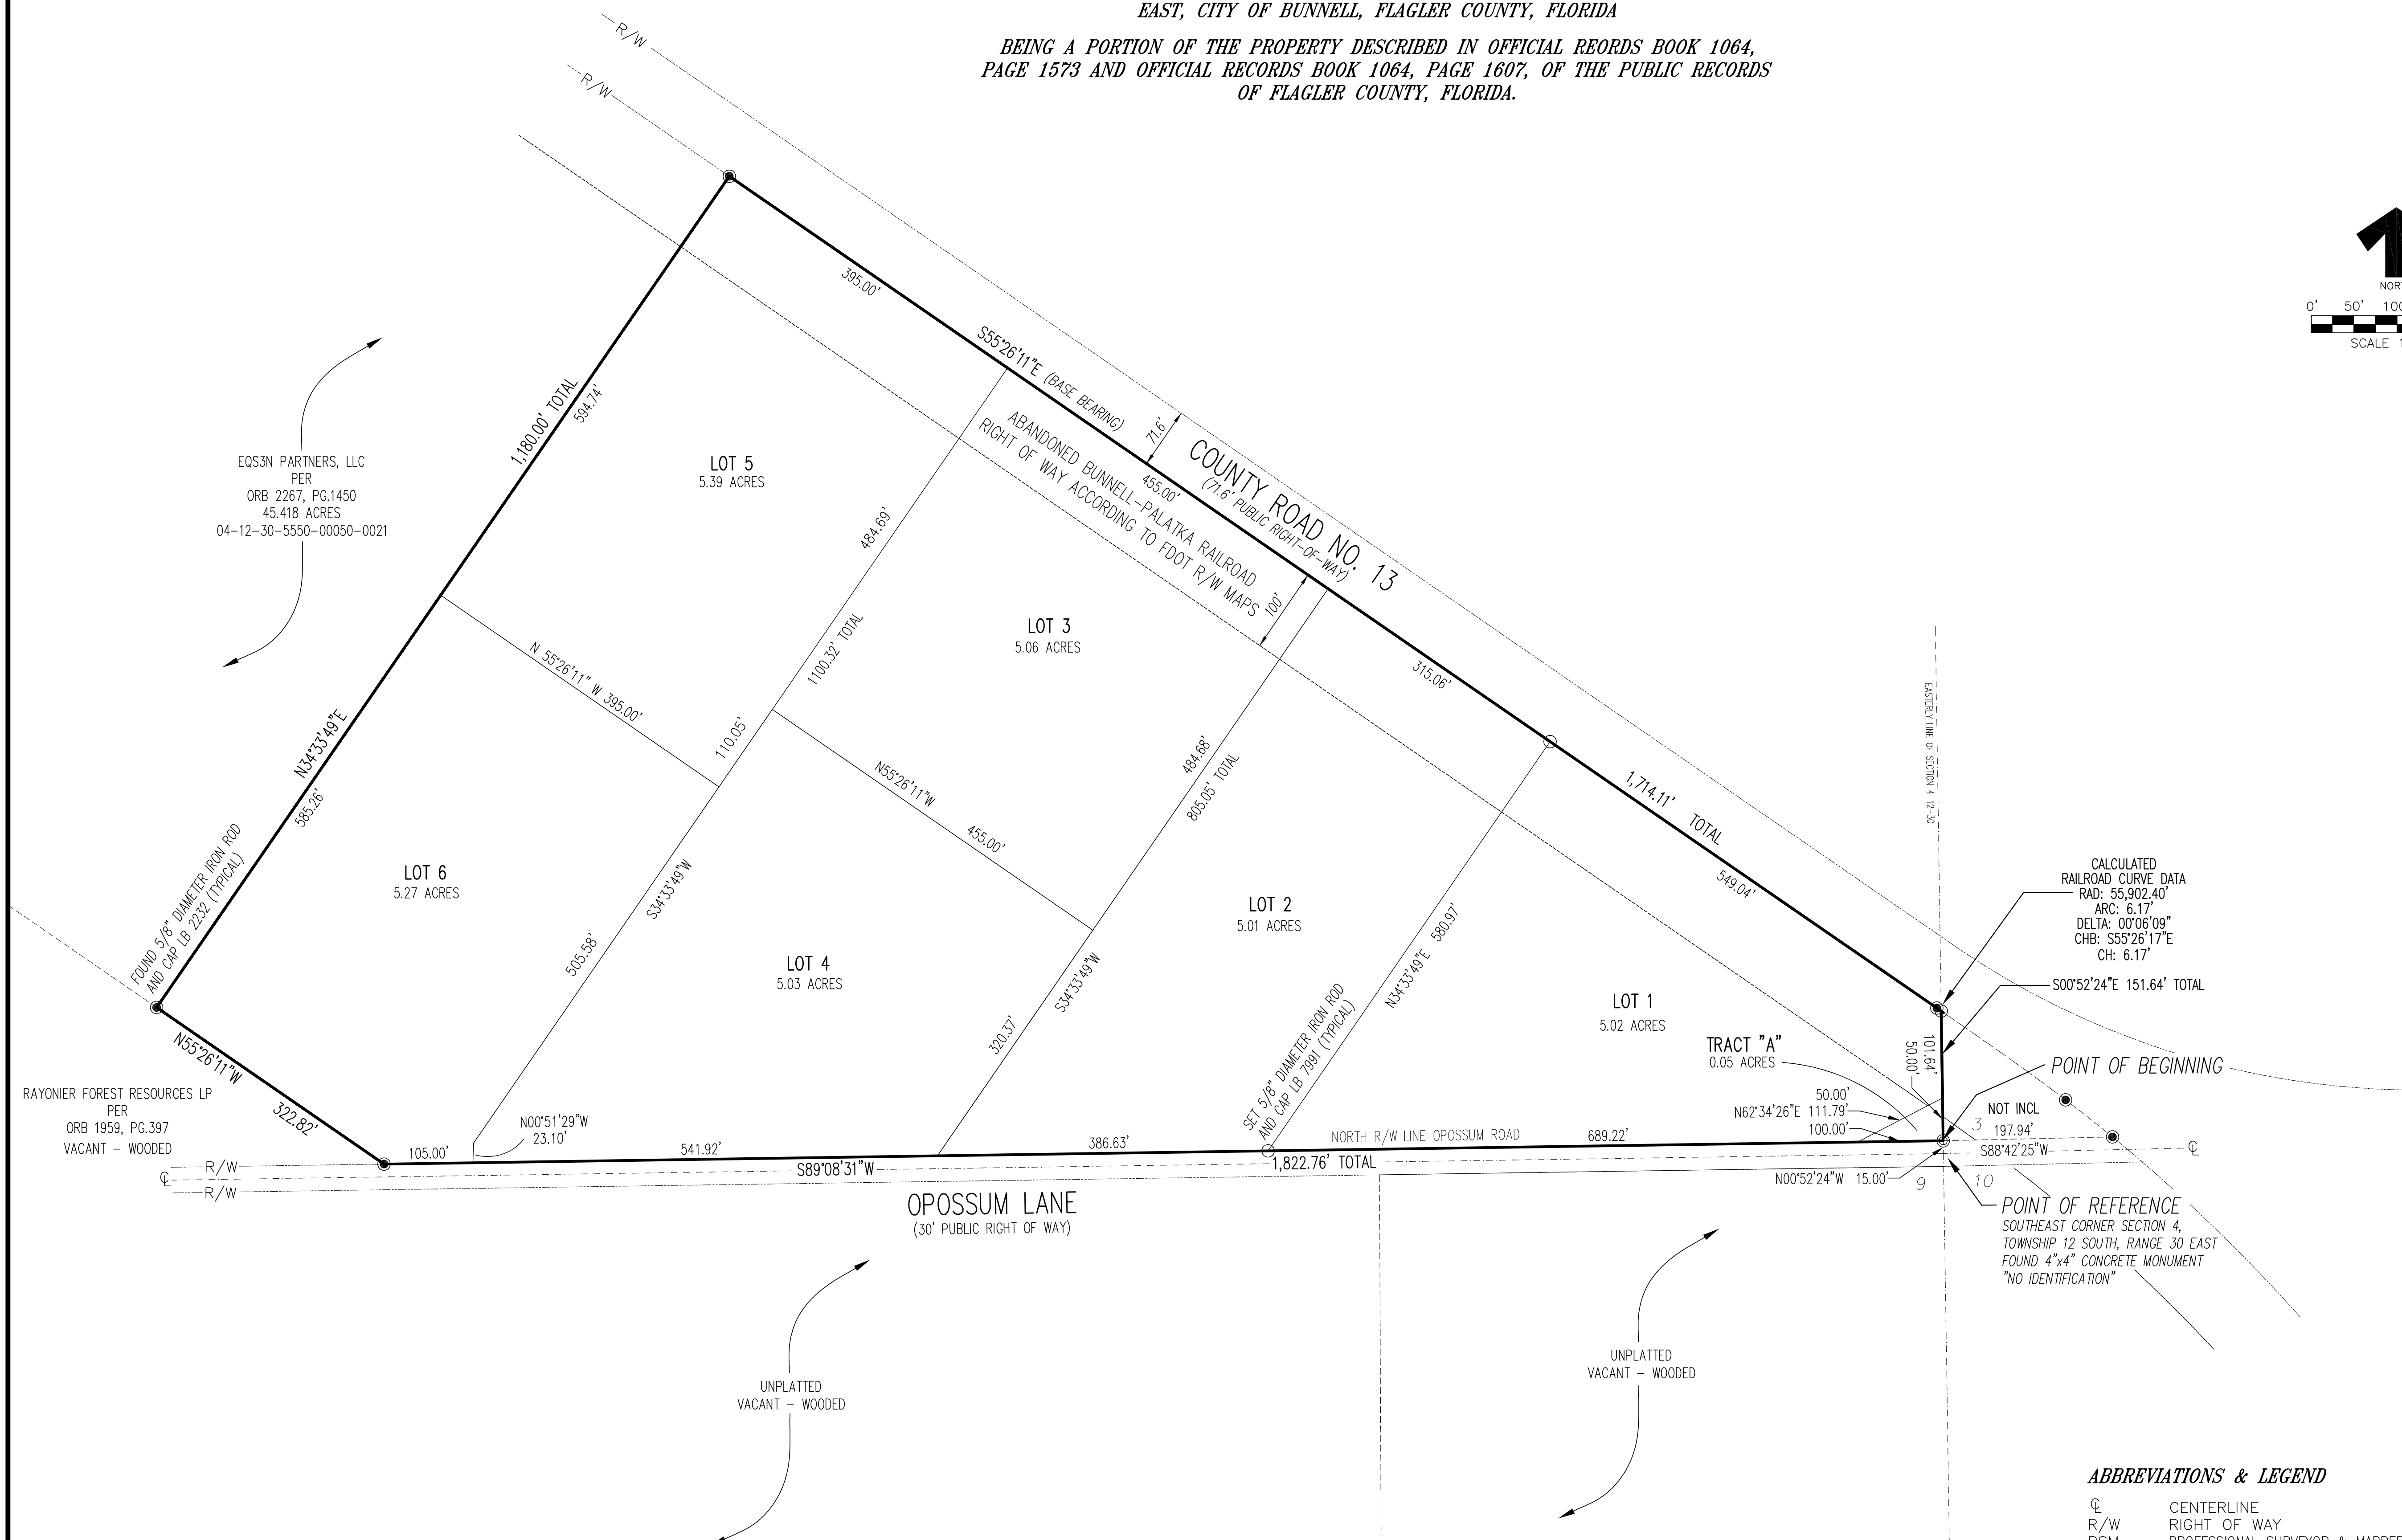 EAST, CITY OF BUNNELL, FLAGLER COUNTY, FLORIDA
BEING A PORTION OF THE PROPERTY DESCRIBED IN OFFICIAL REORDS BOOK 1064,
PAGE 1573 AND OFFICIAL RECORDS BOOK 1064, PAGE 1607, OF THE PUBLIC RECORDS
OF FLAGLER COUNTY, FLORIDA.
R/W
R/W
0' 50'
SCALE
395.00'
S55°26'11"E (BASE BEARING)
71.6'
COUNTY ROAD NO. 13
(71.6' PUBLIC RIGHT-OF-WAY)
455.00'
ABANDONED BUNNELL-PALATKA RAILROAD
RIGHT OF WAY ACCORDING TO FDOT R/W MAPS
100'
315.06'
1,714.11' TOTAL
549.04'
1,180.00' TOTAL
594.74'
EQS3N PARTNERS, LLC
PER
ORB 2267, PG.1450
45.418 ACRES
04-12-30-5550-00050-0021
LOT 5
5.39 ACRES
484.69'
1100.32' TOTAL
LOT 3
5.06 ACRES
N 55°26'11" W 395.00'
110.05'
N34°33'49"E
585.26'
N55°26'11"W
455.00'
484.68'
805.05' TOTAL
EASTERLY LINE OF SECTION 4-12-30
FOUND 5/8" DIAMETER IRON ROD
AND CAP LB 2232 (TYPICAL)
LOT 6
5.27 ACRES
S34°33'49"W
505.58'
LOT 4
5.03 ACRES
LOT 2
5.01 ACRES
S34°33'49"W
320.37'
N34°33'49"E 580.97'
SET 5/8" DIAMETER IRON ROD
AND CAP LB 7991 (TYPICAL)
LOT 1
5.02 ACRES
CALCULATED
RAILROAD CURVE DATA
RAD: 55,902.40'
ARC: 6.17'
DELTA: 00°06'09"
CHB: S55°26'17"E
CH: 6.17'
S00°52'24"E 151.64' TOTAL
TRACT "A"
0.05 ACRES
101.64'
50.00'
POINT OF BEGINNING
50.00'
N62°34'26"E 111.79'
100.00'
NOT INCL
3
197.94'
S88°42'25"W
N55°26'11"W
322.82'
RAYONIER FOREST RESOURCES LP
PER
ORB 1959, PG.397
VACANT - WOODED
N00°51'29"W
23.10'
105.00'
541.92'
386.63'
NORTH R/W LINE OPOSSUM ROAD
689.22'
R/W
S89°08'31"W
1,822.76' TOTAL
R/W
N00°52'24"W 15.00'
9
10
OPOSSUM LANE
(30' PUBLIC RIGHT OF WAY)
POINT OF REFERENCE
SOUTHEAST CORNER SECTION 4,
TOWNSHIP 12 SOUTH, RANGE 30 EAST
FOUND 4"x4" CONCRETE MONUMENT
"NO IDENTIFICATION"
UNPLATTED
VACANT - WOODED
UNPLATTED
VACANT - WOODED
ABBREVIATIONS & LEGEND
℄ CENTERLINE
R/W RIGHT OF WAY